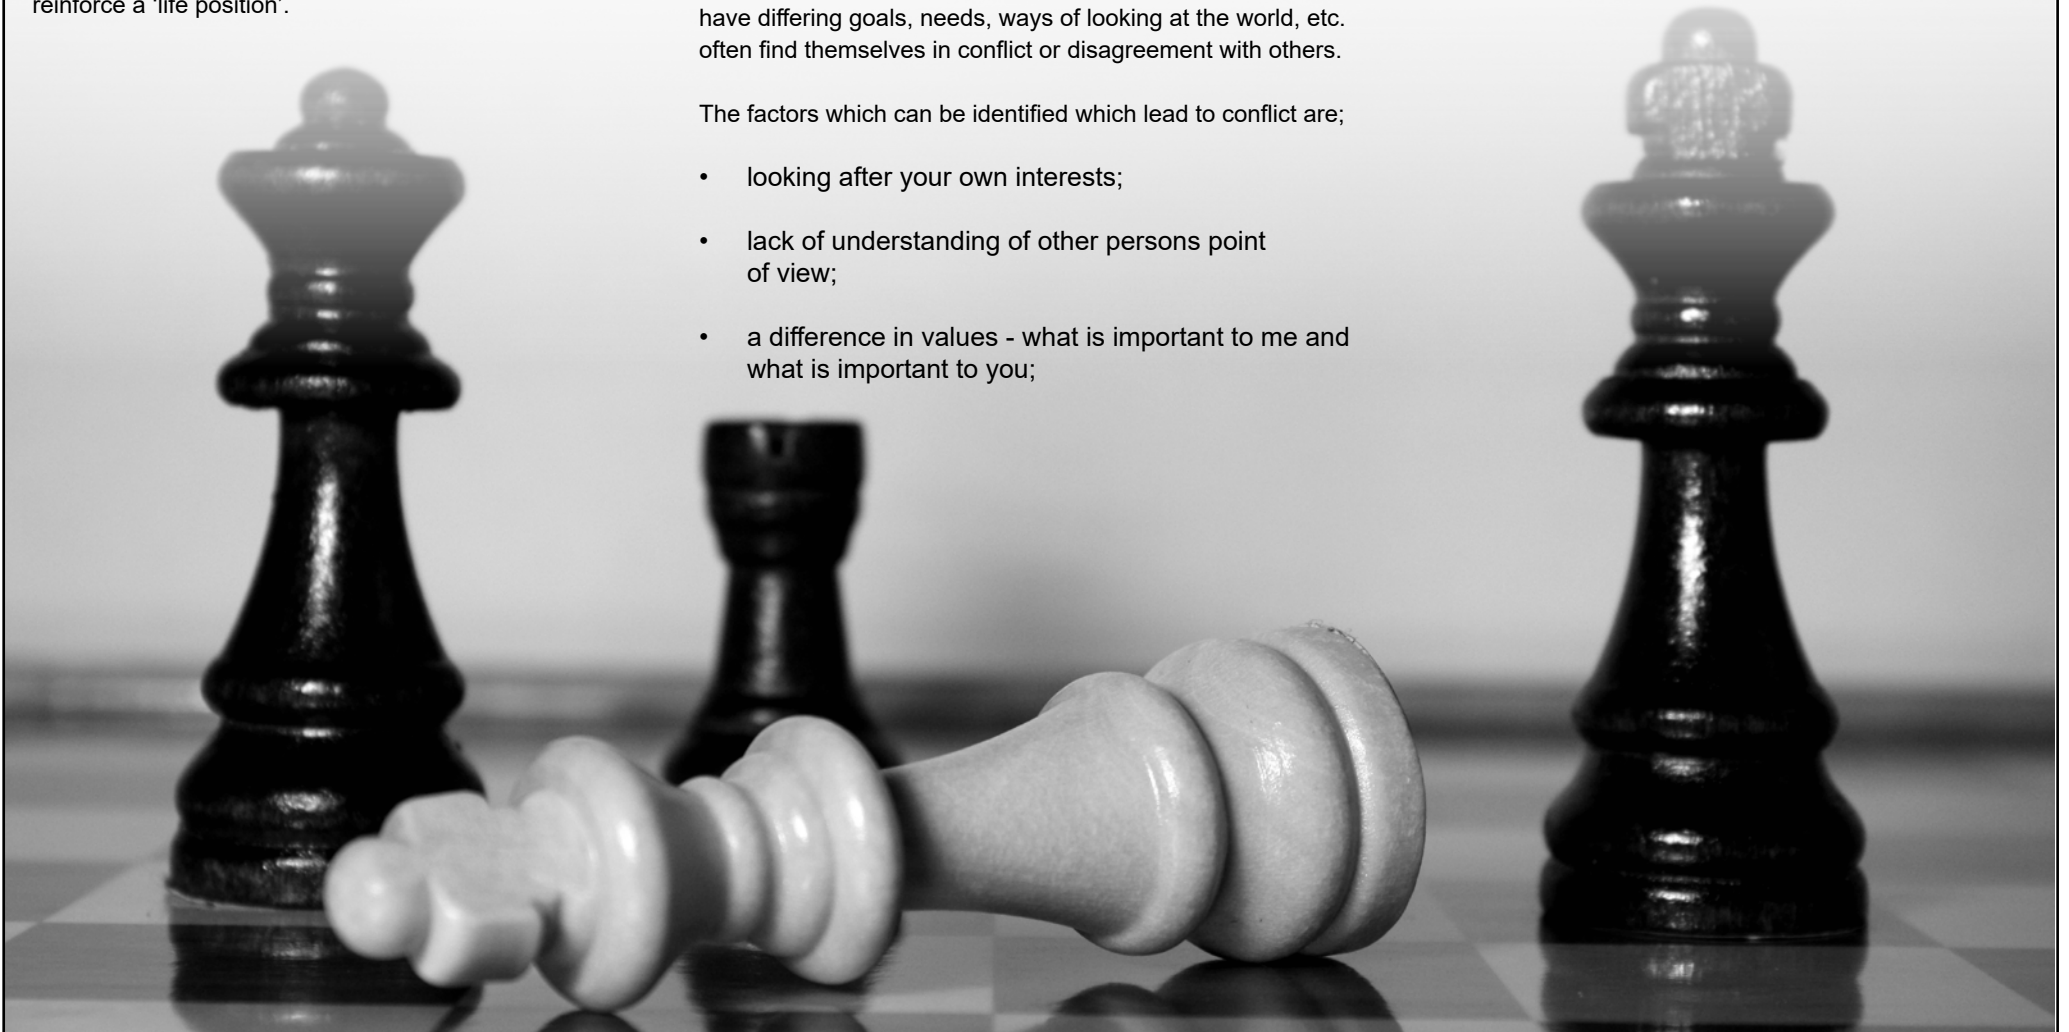 reinforce a ‘life position’.
have differing goals, needs, ways of looking at the world, etc.
often find themselves in conflict or disagreement with others.
The factors which can be identified which lead to conflict are;
• looking after your own interests;
• lack of understanding of other persons point
of view;
• a difference in values - what is important to me and
what is important to you;